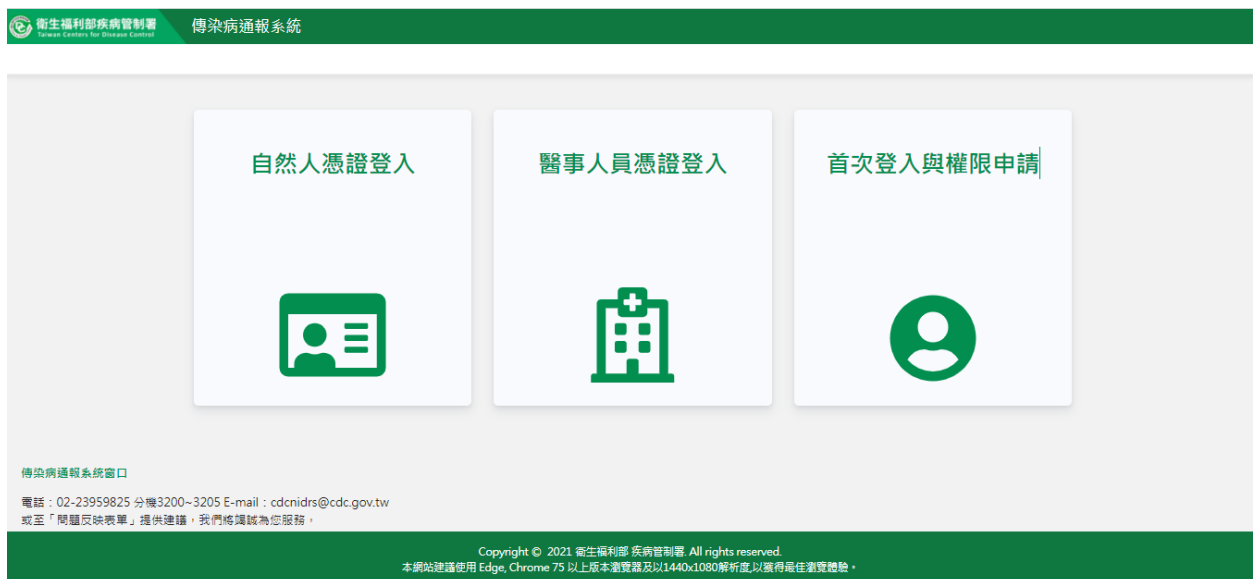 衛生福利部疾病管制署
Taiwan Centers for Disease Control
傳染病通報系統
自然人憑證登入
醫事人員憑證登入
首次登入與權限申請
傳染病通報系統窗口
電話：02-23959825 分機3200~3205 E-mail：cdcnidrs@cdc.gov.tw
或至「問題反映表單」提供建議，我們將竭誠為您服務，
Copyright © 2021 衛生福利部 疾病管制署. All rights reserved.
本網站建議使用 Edge, Chrome 75 以上版本瀏覽器及以1440x1080解析度,以獲得最佳瀏覽體驗。